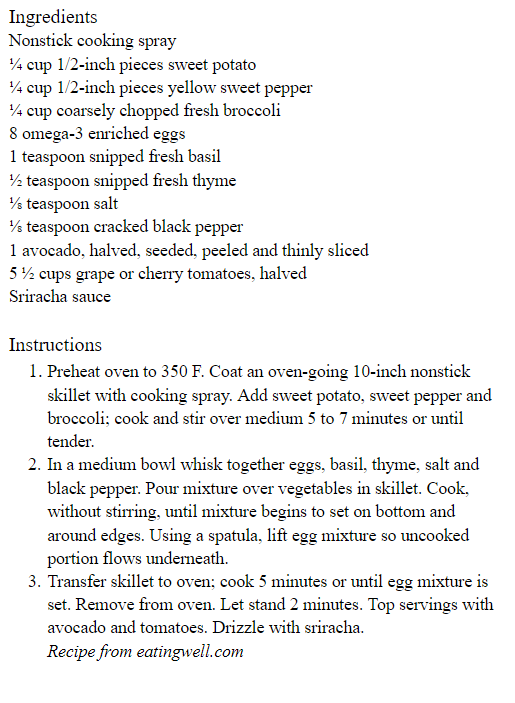 Ingredients
Nonstick cooking spray
¼ cup 1/2-inch pieces sweet potato
¼ cup 1/2-inch pieces yellow sweet pepper
¼ cup coarsely chopped fresh broccoli
8 omega-3 enriched eggs
1 teaspoon snipped fresh basil
½ teaspoon snipped fresh thyme
⅛ teaspoon salt
⅛ teaspoon cracked black pepper
1 avocado, halved, seeded, peeled and thinly sliced
5 ½ cups grape or cherry tomatoes, halved
Sriracha sauce
Instructions
1. Preheat oven to 350 F. Coat an oven-going 10-inch nonstick
skillet with cooking spray. Add sweet potato, sweet pepper and
broccoli; cook and stir over medium 5 to 7 minutes or until
tender.
2. In a medium bowl whisk together eggs, basil, thyme, salt and
black pepper. Pour mixture over vegetables in skillet. Cook,
without stirring, until mixture begins to set on bottom and
around edges. Using a spatula, lift egg mixture so uncooked
portion flows underneath.
3. Transfer skillet to oven; cook 5 minutes or until egg mixture is
set. Remove from oven. Let stand 2 minutes. Top servings with
avocado and tomatoes. Drizzle with sriracha.
Recipe from eatingwell.com